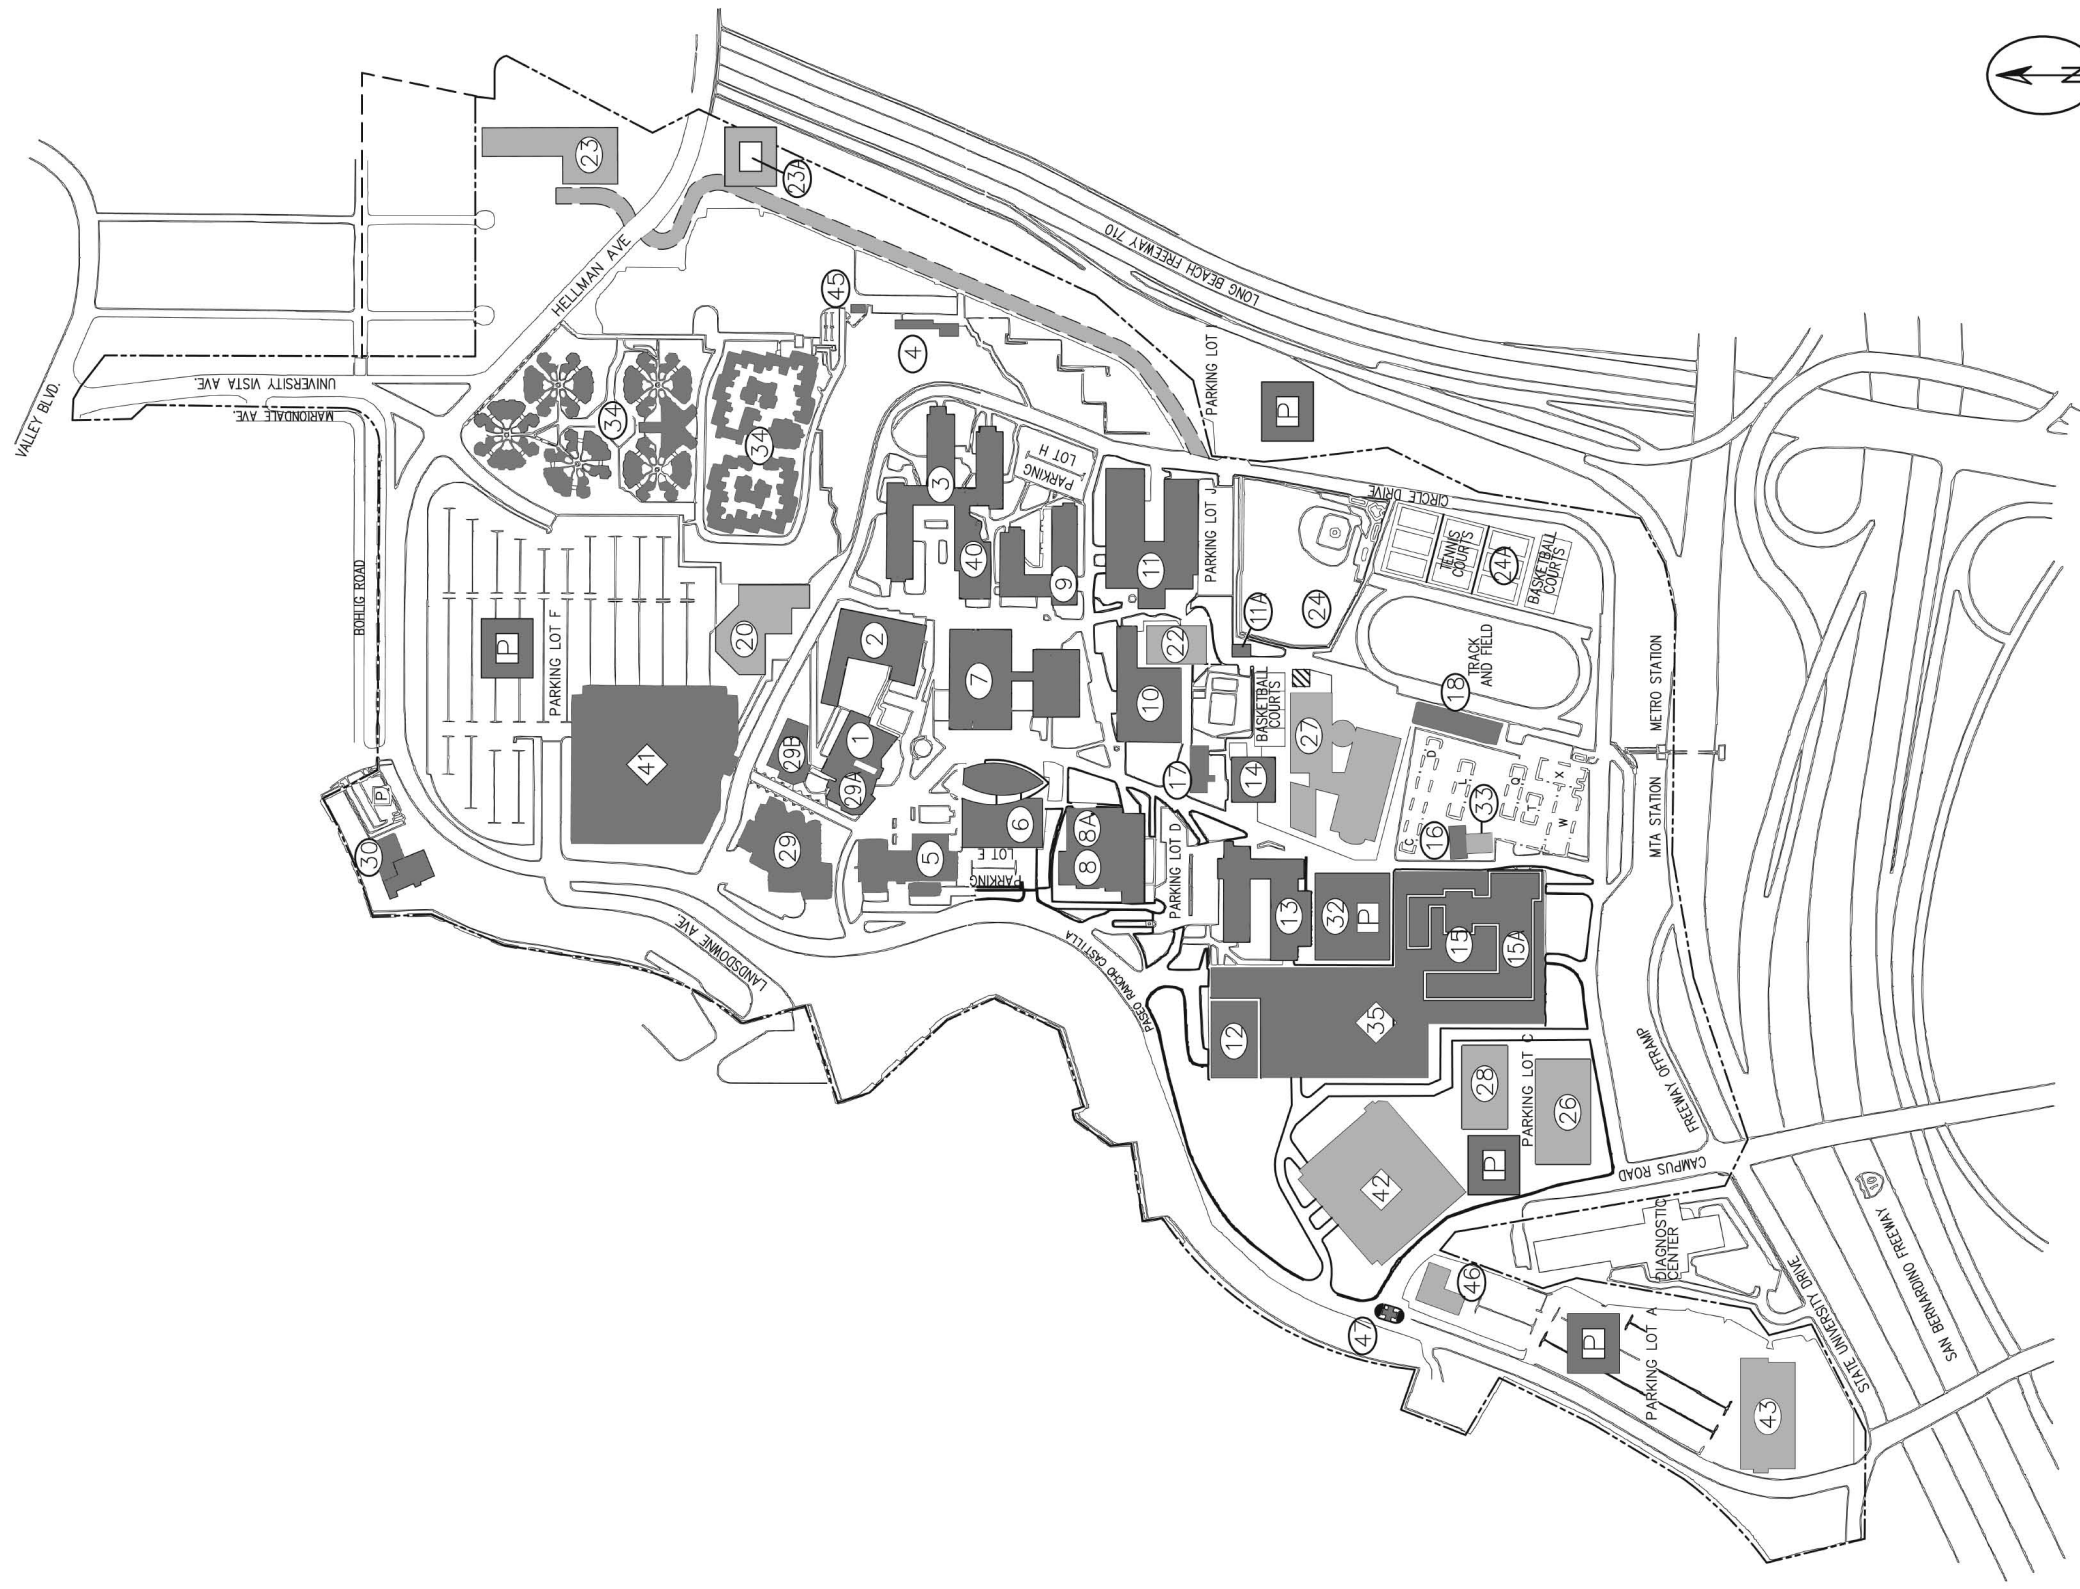 N
VALLEY BLVD.
UNIVERSITY VISTA AVE.
MARIONDALE AVE.
HELLMAN AVE
BOHLIG ROAD
LONG BEACH FREEWAY 710
23
23A
45
4
34
34
PARKING LOT F
P
41
20
P
30
LANDSDOWNE AVE.
29
29B
29A
1
2
3
40
9
PARKING
LOT H
7
5
6
PARKING
LOT E
8
8A
10
22
11
11A
PARKING LOT J
PARKING LOT
P
CIRCLE DRIVE
24
TENNIS
COURTS
24A
BASKETBALL
COURTS
TRACK
AND FIELD
18
BASKETBALL
COURTS
27
14
17
PARKING LOT D
16
33
C
D
L
Q
T
X
W
METRO STATION
MTA STATION
13
32
P
15
15A
35
12
PASEO RANCHO CASTILLA
28
PARKING LOT C
26
P
42
FREEWAY OFFRAMP
CAMPUS ROAD
DIAGNOSTIC
CENTER
46
47
P
PARKING LOT A
43
STATE UNIVERSITY DRIVE
SAN BERNARDINO FREEWAY
10